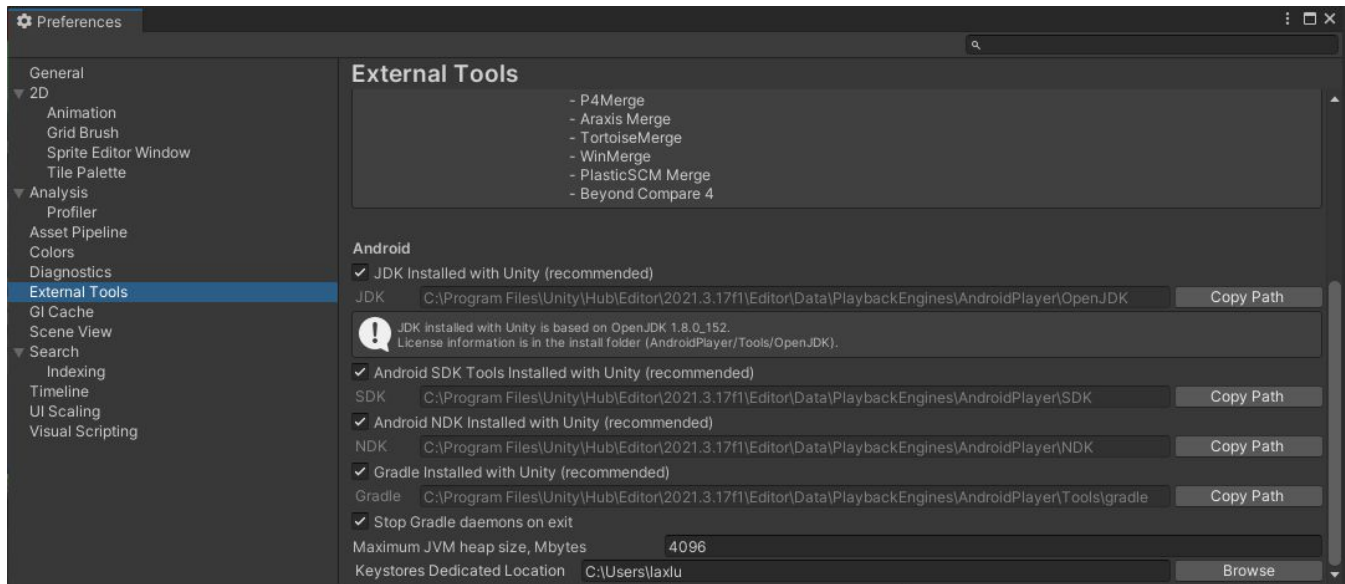 Preferences
General
2D
Animation
Grid Brush
Sprite Editor Window
Tile Palette
Analysis
Profiler
Asset Pipeline
Colors
Diagnostics
External Tools
GI Cache
Scene View
Search
Indexing
Timeline
UI Scaling
Visual Scripting
External Tools
- P4Merge
- Araxis Merge
- TortoiseMerge
- WinMerge
- PlasticSCM Merge
- Beyond Compare 4
Android
JDK Installed with Unity (recommended)
JDK C:\Program Files\Unity\Hub\Editor\2021.3.17f1\Editor\Data\PlaybackEngines\AndroidPlayer\OpenJDK Copy Path
JDK installed with Unity is based on OpenJDK 1.8.0_152.
License information is in the install folder (AndroidPlayer/Tools/OpenJDK).
Android SDK Tools Installed with Unity (recommended)
SDK C:\Program Files\Unity\Hub\Editor\2021.3.17f1\Editor\Data\PlaybackEngines\AndroidPlayer\SDK Copy Path
Android NDK Installed with Unity (recommended)
NDK C:\Program Files\Unity\Hub\Editor\2021.3.17f1\Editor\Data\PlaybackEngines\AndroidPlayer\NDK Copy Path
Gradle Installed with Unity (recommended)
Gradle C:\Program Files\Unity\Hub\Editor\2021.3.17f1\Editor\Data\PlaybackEngines\AndroidPlayer\Tools\gradle Copy Path
Stop Gradle daemons on exit
Maximum JVM heap size, Mbytes 4096
Keystores Dedicated Location C:\Users\laxlu Browse